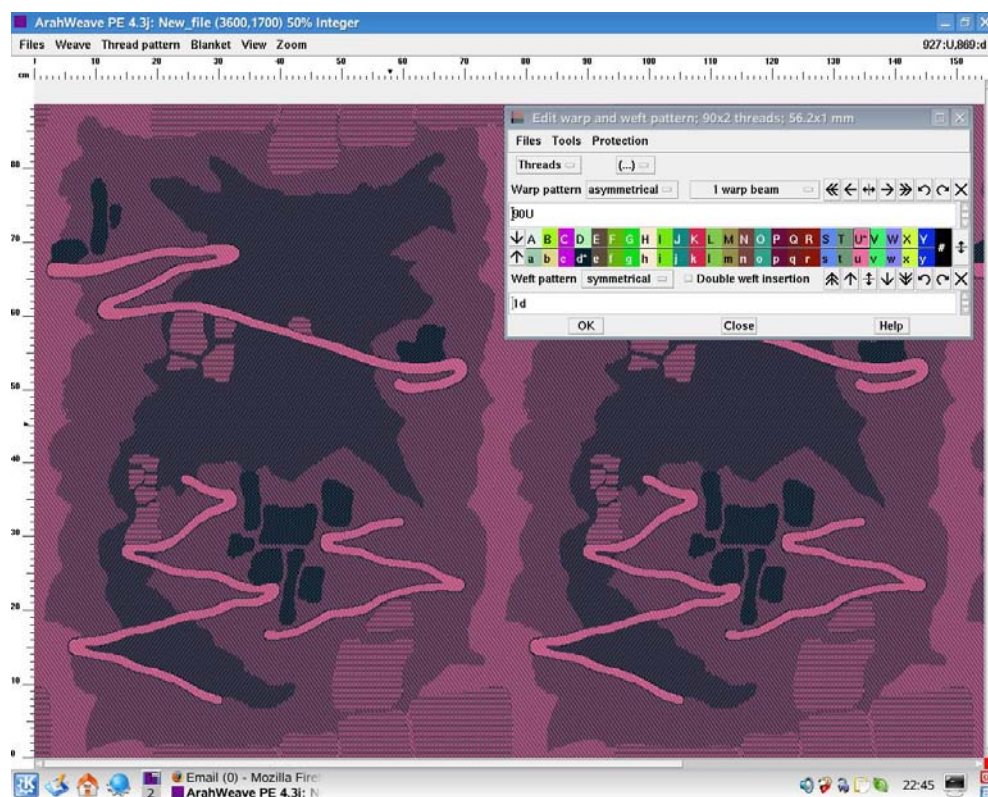 ArahWeave PE 4.3j: New_file (3600,1700) 50% Integer
Files Weave Thread pattern Blanket View Zoom 927:U,869:d
cm 1 10 20 30 40 50 60 70 80 90 100 110 120 130 140 150
Edit warp and weft pattern; 90x2 threads; 56.2x1 mm
Files Tools Protection
Threads (...)
Warp pattern asymmetrical 1 warp beam
90U
A B C D E F G H I J K L M N O P Q R S T U* V W X Y #
a b c d* e f g h i j k l m n o p q r s t u v w x y
Weft pattern symmetrical Double weft insertion
1d
OK Close Help
80
70
60
50
40
30
20
10
0
Email (0) - Mozilla Fire
2 ArahWeave PE 4.3j: N
22:45